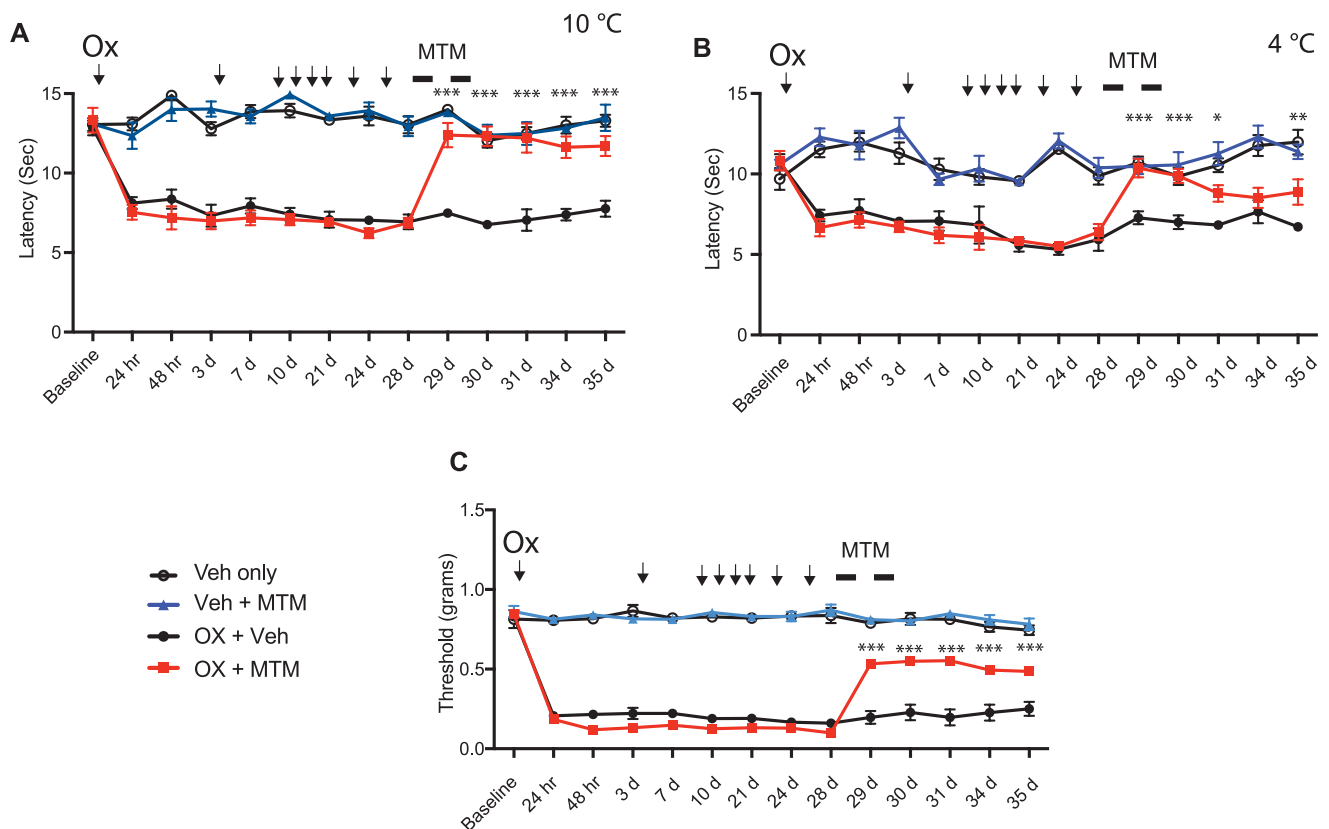 A
10 °C
Ox
MTM
*** *** *** *** ***
15
10
5
0
Latency (Sec)
Baseline 24 hr 48 hr 3 d 7 d 10 d 21 d 24 d 28 d 29 d 30 d 31 d 34 d 35 d
B
4 °C
Ox
MTM
*** *** * **
15
10
5
0
Latency (Sec)
Baseline 24 hr 48 hr 3 d 7 d 10 d 21 d 24 d 28 d 29 d 30 d 31 d 34 d 35 d
C
Ox
MTM
*** *** *** *** ***
1.5
1.0
0.5
0.0
Threshold (grams)
Baseline 24 hr 48 hr 3 d 7 d 10 d 21 d 24 d 28 d 29 d 30 d 31 d 34 d 35 d
Veh only
Veh + MTM
OX + Veh
OX + MTM